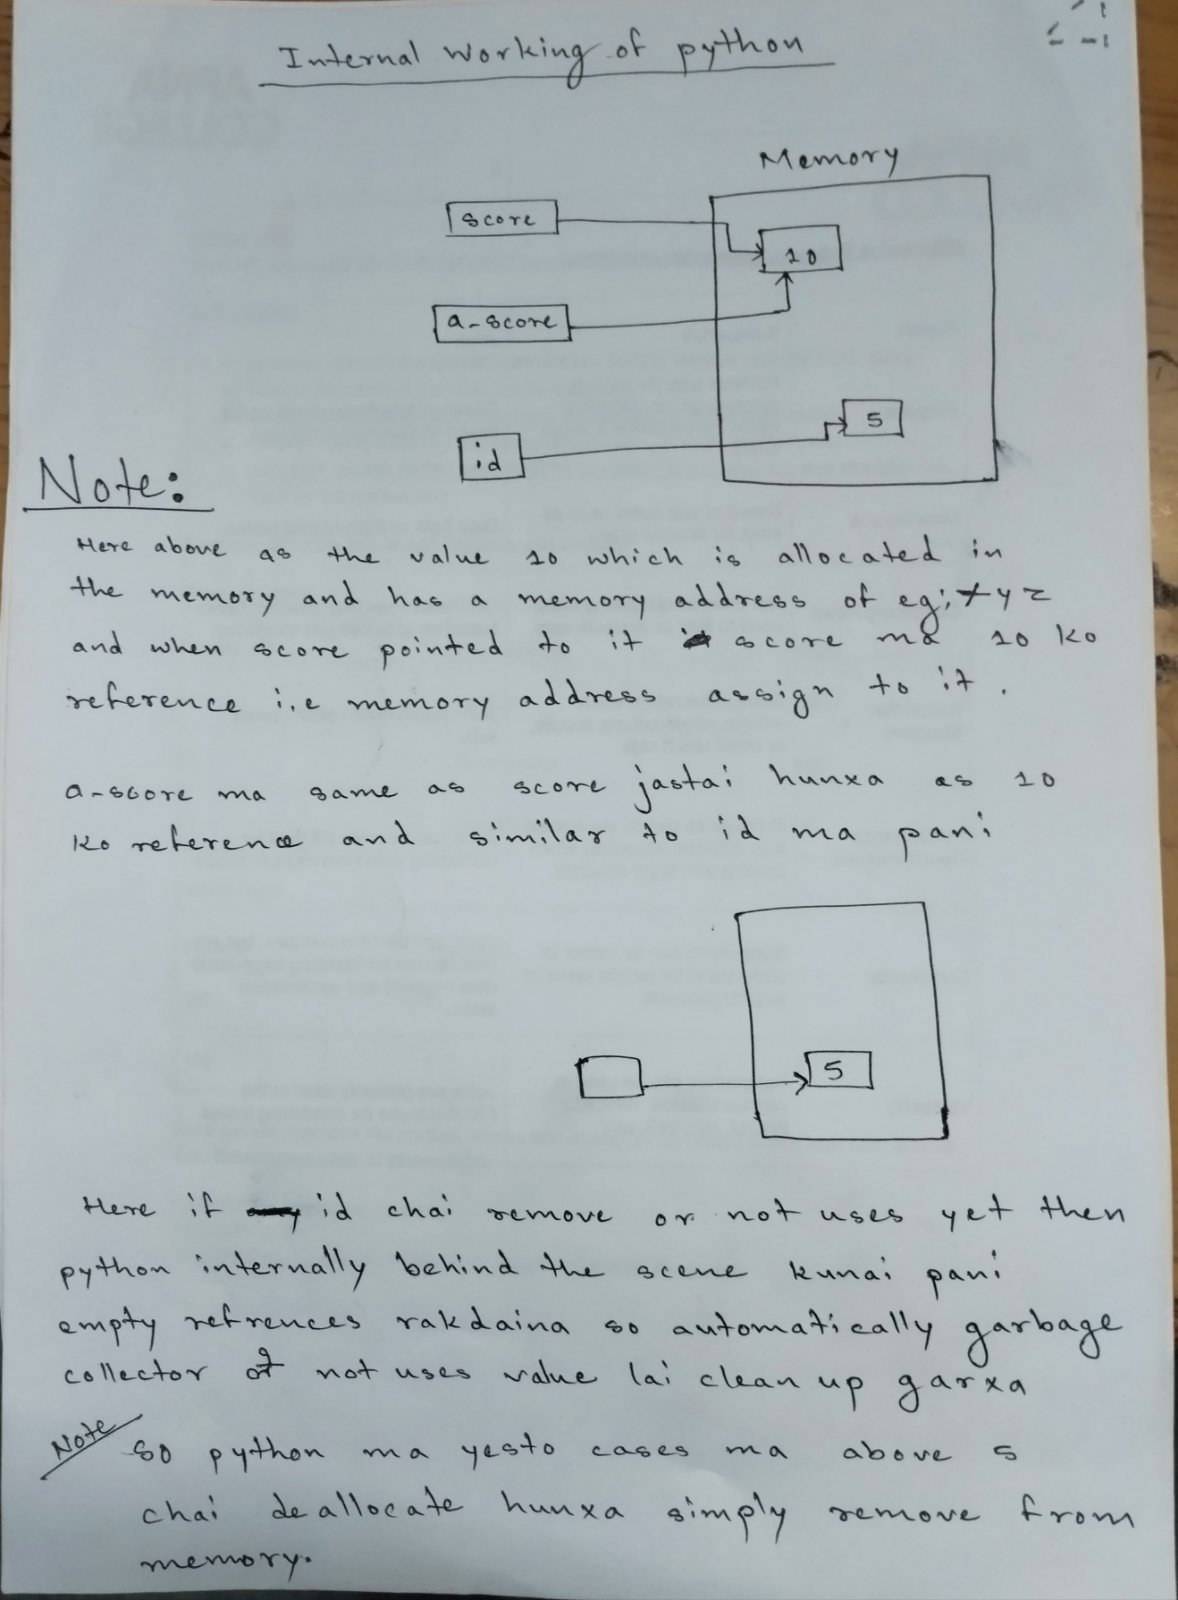 Internal working of python
Memory
score
10
a-score
5
id
Note:
Here above as the value 10 which is allocated in
the memory and has a memory address of eg; xyz
and when score pointed to it score ma 10 ko
reference i.e memory address assign to it.
a-score ma same as score jastai hunxa as 10
ko reference and similar to id ma pani
5
Here if id chai remove or not uses yet then
python internally behind the scene kunai pani
empty refrences rakdaina so automatically garbage
collector of not uses value lai clean up garxa
Note
so python ma yesto cases ma above 5
chai deallocate hunxa simply remove from
memory.